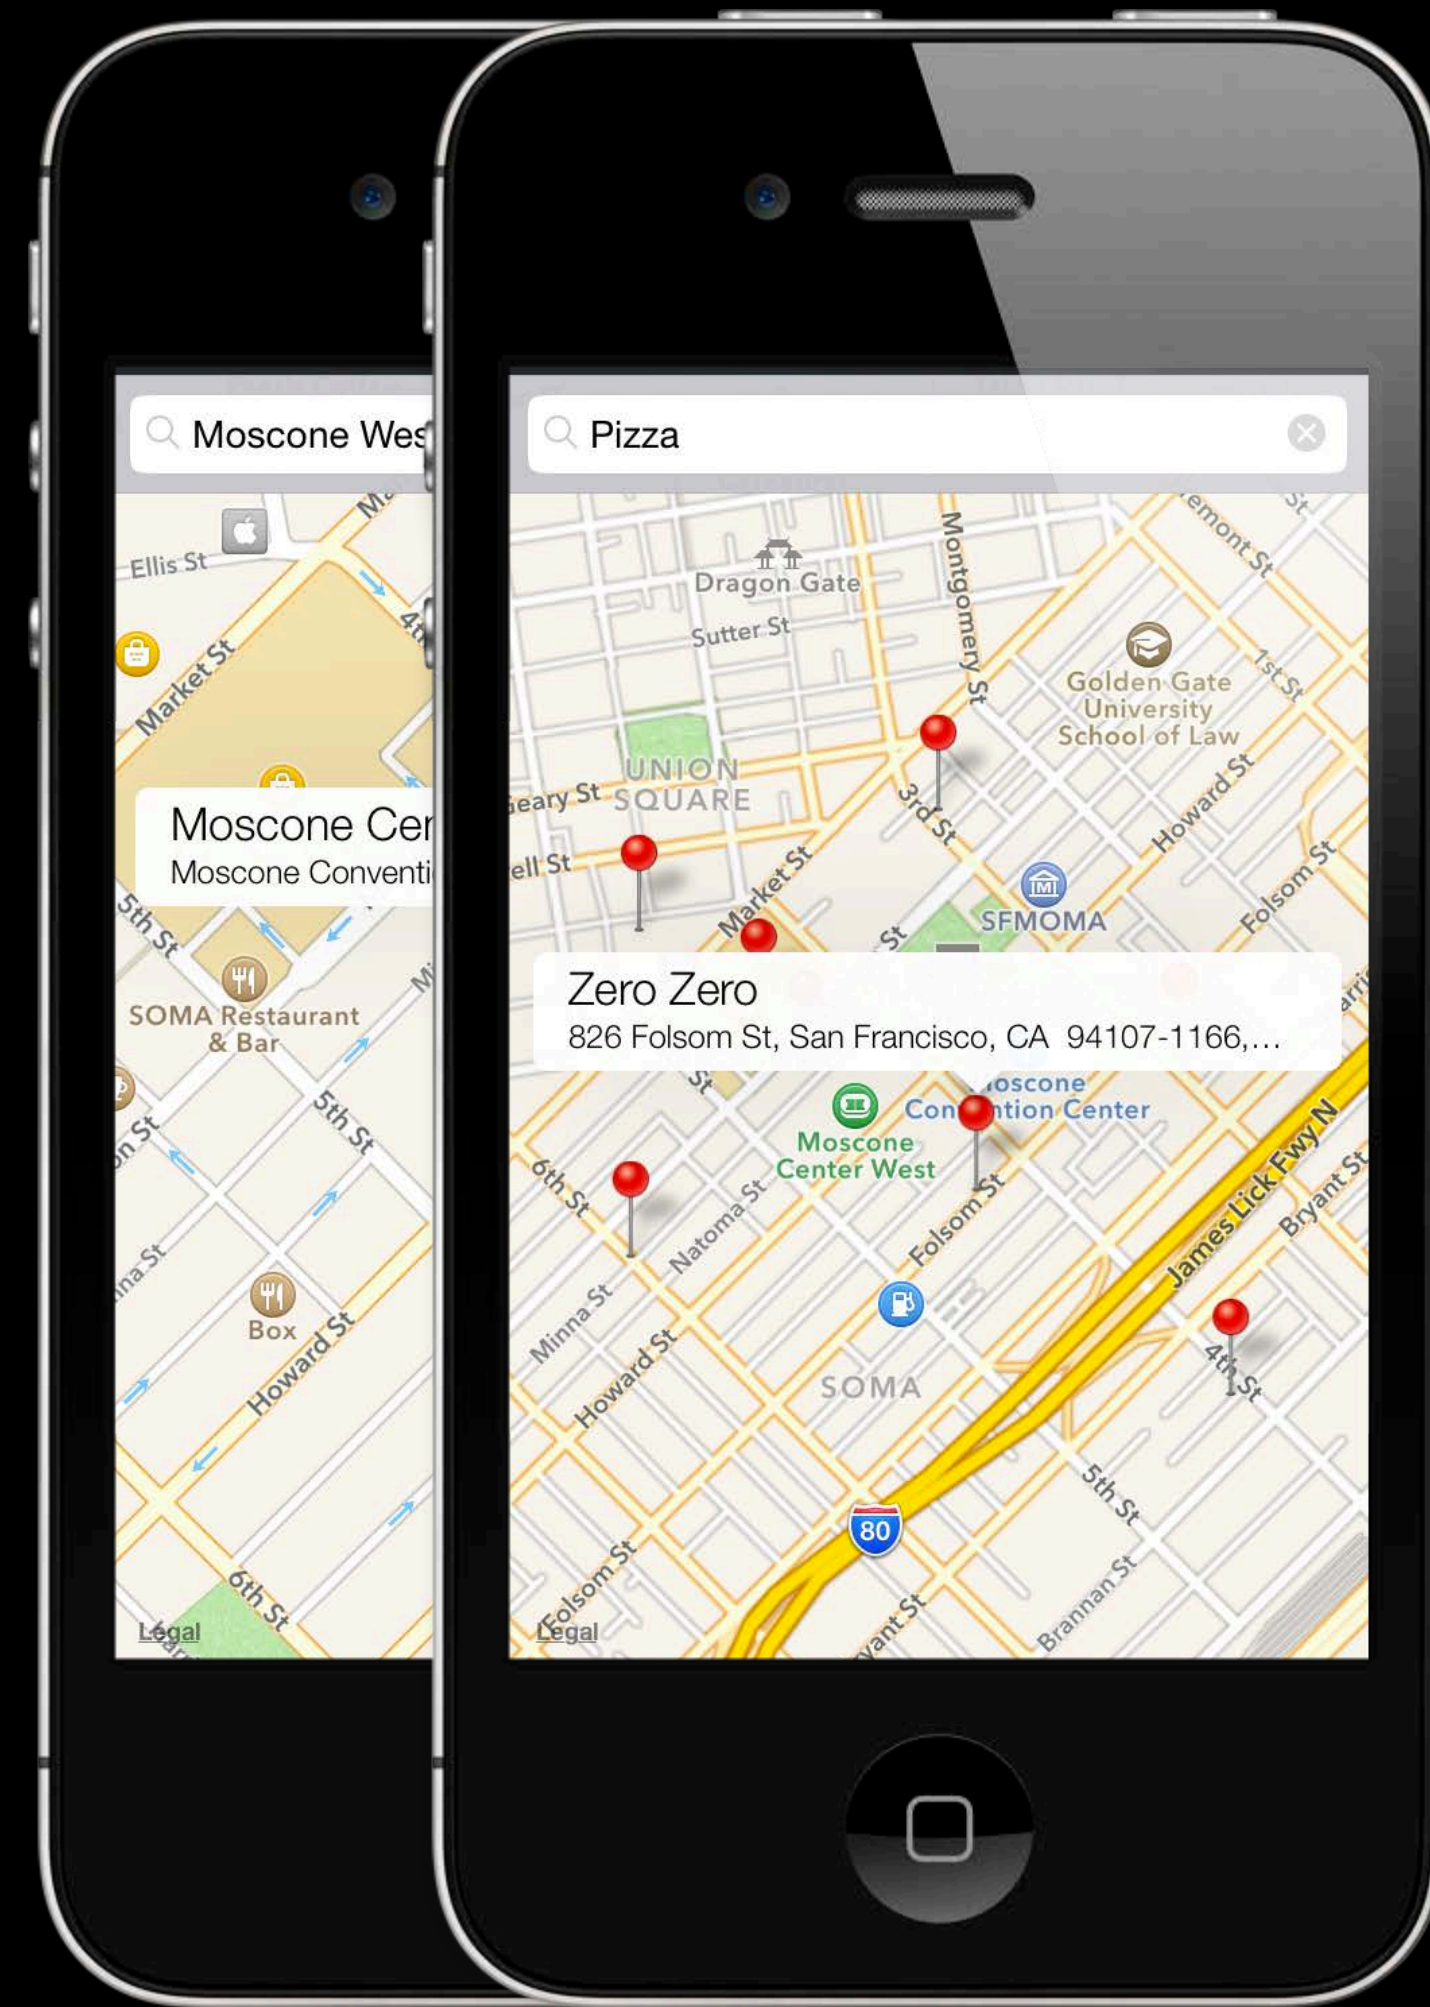 Moscone Wes
Ellis St
Market St
Moscone Cen
Moscone Conventi
5th St
SOMA Restaurant
& Bar
5th St
Box
Howard St
6th St
Legal
Pizza
Dragon Gate
Sutter St
Montgomery St
Golden Gate
University
School of Law
1st St
UNION
SQUARE
Geary St
3rd St
Howard St
Market St
SFMOMA
Folsom St
Zero Zero
826 Folsom St, San Francisco, CA 94107-1166,...
Moscone
Center West
6th St
Natoma St
Folsom St
James Lick Fwy N
Bryant St
Minna St
Howard St
SOMA
4th St
5th St
80
Folsom St
Brannan St
Legal